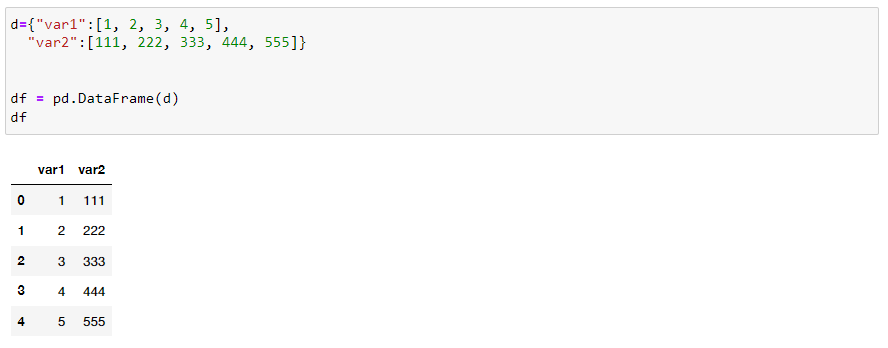 d={"var1":[1, 2, 3, 4, 5],
"var2":[111, 222, 333, 444, 555]}
df = pd.DataFrame(d)
df
var1 var2
0 1 111
1 2 222
2 3 333
3 4 444
4 5 555